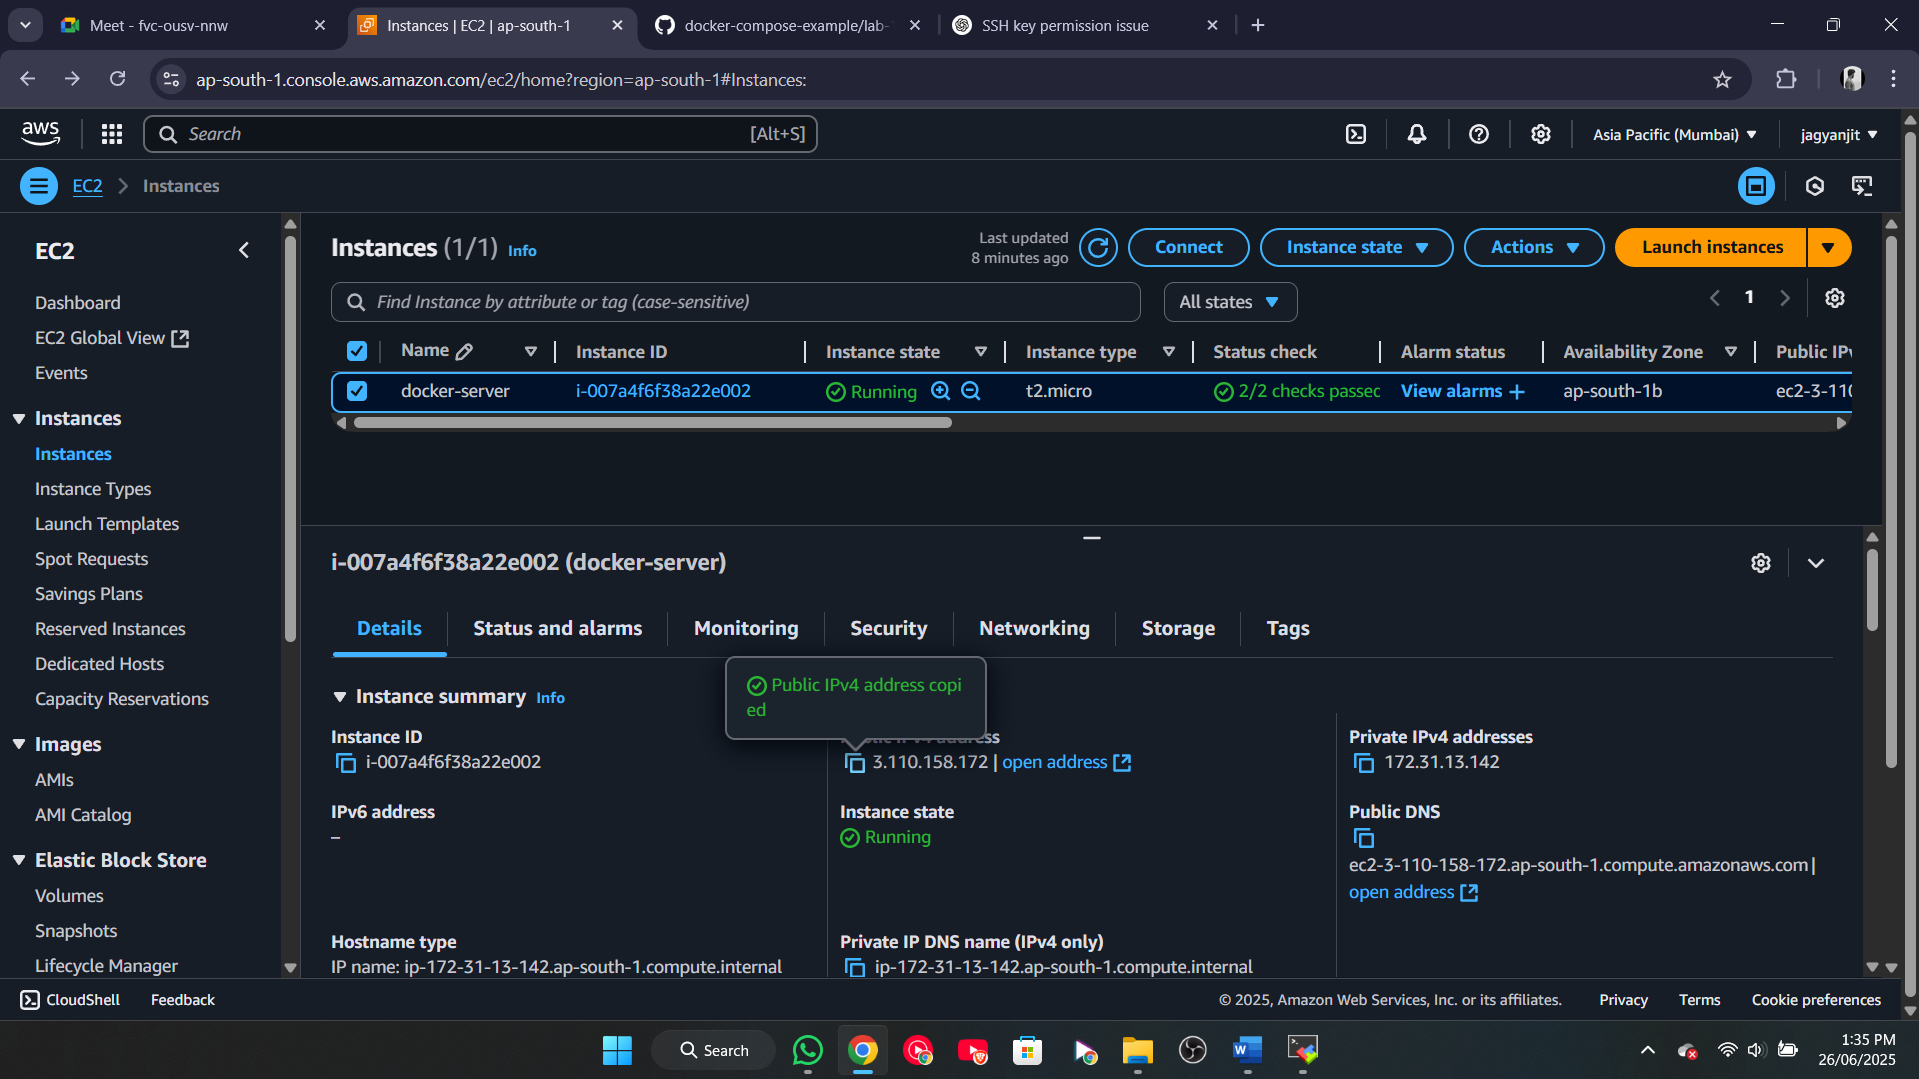 Meet - fvc-ousv-nnw
Instances | EC2 | ap-south-1
docker-compose-example/lab-
SSH key permission issue
ap-south-1.console.aws.amazon.com/ec2/home?region=ap-south-1#Instances:
aws
Search
[Alt+S]
Asia Pacific (Mumbai)
jagyanjit
EC2
Instances
EC2
Dashboard
EC2 Global View
Events
Instances
Instances
Instance Types
Launch Templates
Spot Requests
Savings Plans
Reserved Instances
Dedicated Hosts
Capacity Reservations
Images
AMIs
AMI Catalog
Elastic Block Store
Volumes
Snapshots
Lifecycle Manager
Instances (1/1) Info
Last updated
8 minutes ago
Connect
Instance state
Actions
Launch instances
Find Instance by attribute or tag (case-sensitive)
All states
1
Name
Instance ID
Instance state
Instance type
Status check
Alarm status
Availability Zone
Public IPv
docker-server
i-007a4f6f38a22e002
Running
t2.micro
2/2 checks passec
View alarms
ap-south-1b
ec2-3-110
i-007a4f6f38a22e002 (docker-server)
Details
Status and alarms
Monitoring
Security
Networking
Storage
Tags
Public IPv4 address copi
ed
Instance summary Info
Instance ID
i-007a4f6f38a22e002
3.110.158.172 | open address
Private IPv4 addresses
172.31.13.142
IPv6 address
–
Instance state
Running
Public DNS
ec2-3-110-158-172.ap-south-1.compute.amazonaws.com |
open address
Hostname type
IP name: ip-172-31-13-142.ap-south-1.compute.internal
Private IP DNS name (IPv4 only)
ip-172-31-13-142.ap-south-1.compute.internal
CloudShell
Feedback
© 2025, Amazon Web Services, Inc. or its affiliates.
Privacy
Terms
Cookie preferences
Search
1:35 PM
26/06/2025